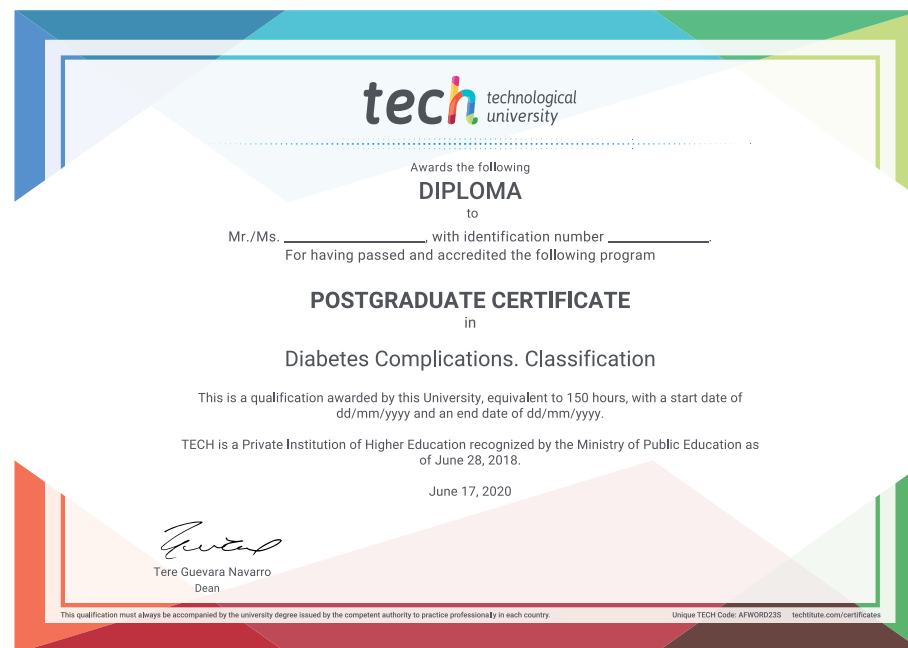 tech technological
university
Awards the following
DIPLOMA
to
Mr./Ms. ____________________, with identification number ______________.
For having passed and accredited the following program
POSTGRADUATE CERTIFICATE
in
Diabetes Complications. Classification
This is a qualification awarded by this University, equivalent to 150 hours, with a start date of
dd/mm/yyyy and an end date of dd/mm/yyyy.
TECH is a Private Institution of Higher Education recognized by the Ministry of Public Education as
of June 28, 2018.
June 17, 2020
Tere Guevara Navarro
Dean
This qualification must always be accompanied by the university degree issued by the competent authority to practice professionally in each country. Unique TECH Code: AFWORD23S techtitute.com/certificates